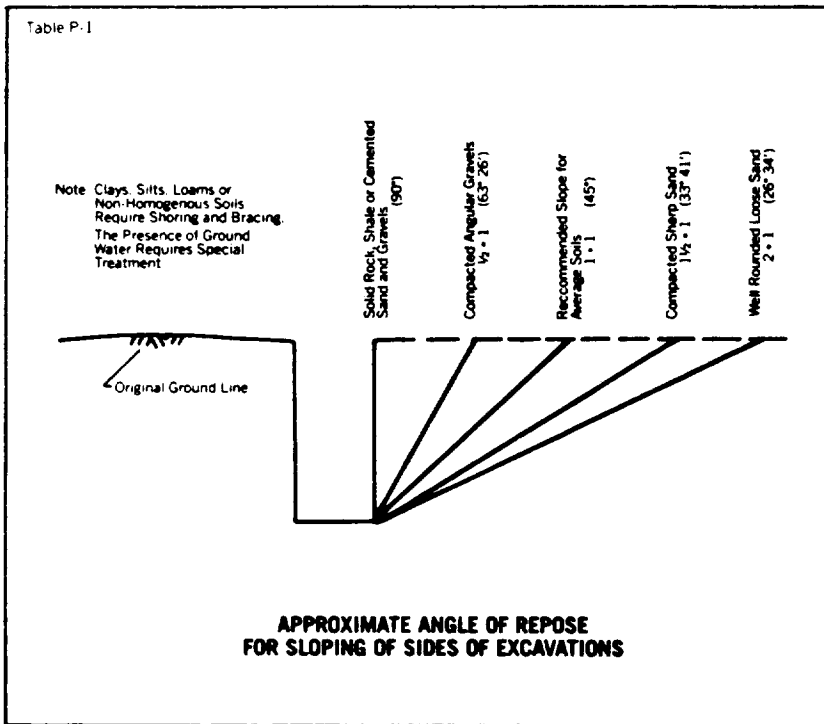 Table P-1
Note Clays, Silts, Loams or
Non-Homogenous Soils
Require Shoring and Bracing.
The Presence of Ground
Water Requires Special
Treatment
Solid Rock, Shale or Cemented
Sand and Gravels (90°)
Compacted Angular Gravels
½ • 1 (63° 26')
Reccommended Slope for
Average Soils
1 • 1 (45°)
Compacted Sharp Sand
1½ • 1 (33° 41')
Well Rounded Loose Sand
2 • 1 (26° 34')
Original Ground Line
APPROXIMATE ANGLE OF REPOSE
FOR SLOPING OF SIDES OF EXCAVATIONS